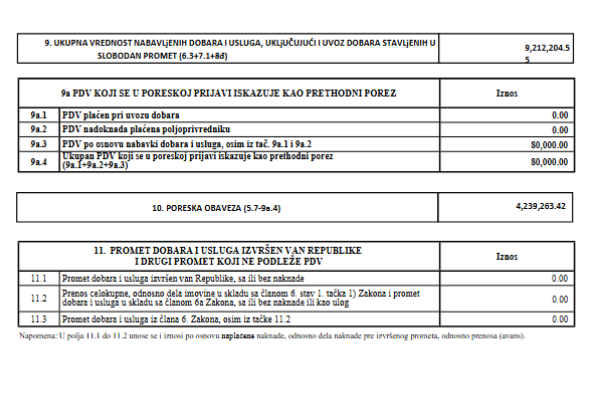 9. UKUPNA VREDNOST NABAVLjENIH DOBARA I USLUGA, UKLjUČUJUĆI I UVOZ DOBARA STAVLjENIH U
SLOBODAN PROMET (6.3+7.1+8đ)
9,212,204.5
5
9a PDV KOJI SE U PORESKOJ PRIJAVI ISKAZUJE KAO PRETHODNI POREZ
Iznos
9a.1 PDV plaćen pri uvozu dobara 0.00
9a.2 PDV nadoknada plaćena poljoprivredniku 0.00
9a.3 PDV po osnovu nabavki dobara i usluga, osim iz tač. 9a.1 i 9a.2 80,000.00
9a.4 Ukupan PDV koji se u poreskoj prijavi iskazuje kao prethodni porez
(9a.1+9a.2+9a.3) 80,000.00
10. PORESKA OBAVEZA (5.7-9a.4) 4,239,263.42
11. PROMET DOBARA I USLUGA IZVRŠEN VAN REPUBLIKE
I DRUGI PROMET KOJI NE PODLEŽE PDV
Iznos
11.1 Promet dobara i usluga izvršen van Republike, sa ili bez naknade 0.00
11.2 Prenos celokupne, odnosno dela imovine u skladu sa članom 6. stav 1. tačka 1) Zakona i promet
dobara i usluga u skladu sa članom 6a Zakona, sa ili bez naknade ili kao ulog 0.00
11.3 Promet dobara i usluga iz člana 6. Zakona, osim iz tačke 11.2 0.00
Napomena: U polja 11.1 do 11.2 unose se i iznosi po osnovu naplaćene naknade, odnosno dela naknade pre izvršenog prometa, odnosno prenosa (avans).